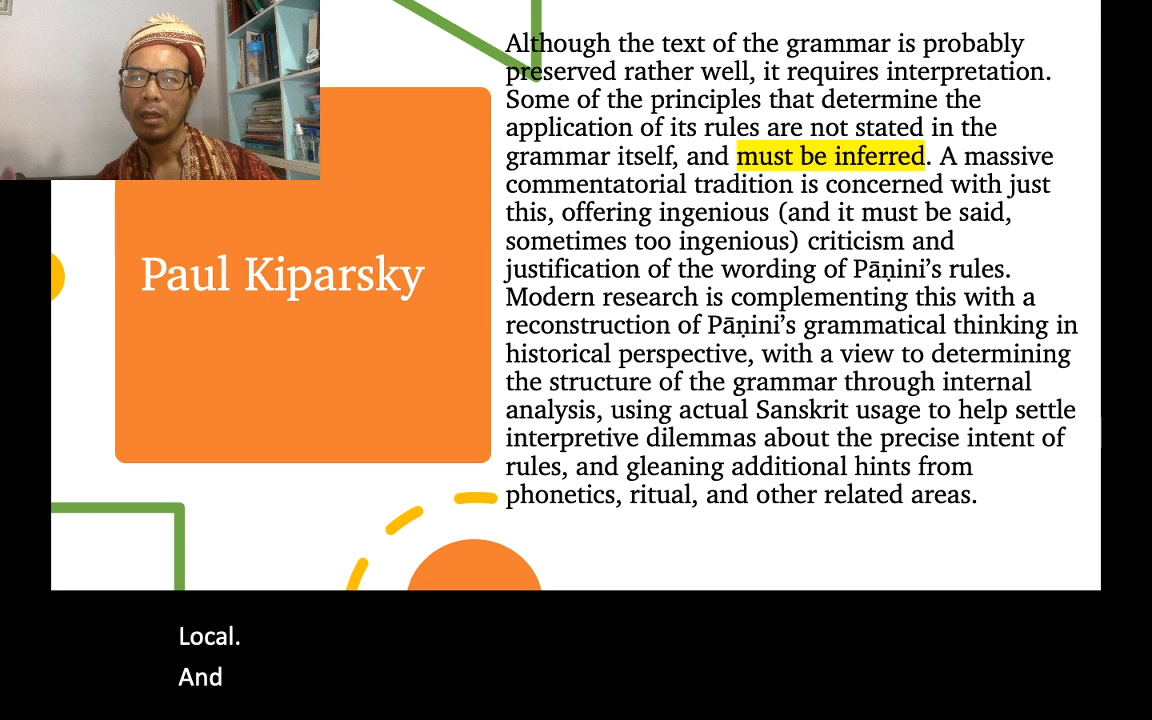 Although the text of the grammar is probably
preserved rather well, it requires interpretation.
Some of the principles that determine the
application of its rules are not stated in the
grammar itself, and must be inferred. A massive
commentatorial tradition is concerned with just
this, offering ingenious (and it must be said,
sometimes too ingenious) criticism and
justification of the wording of Pāṇini’s rules.
Modern research is complementing this with a
reconstruction of Pāṇini’s grammatical thinking in
historical perspective, with a view to determining
the structure of the grammar through internal
analysis, using actual Sanskrit usage to help settle
interpretive dilemmas about the precise intent of
rules, and gleaning additional hints from
phonetics, ritual, and other related areas.
Paul Kiparsky
Local.
And